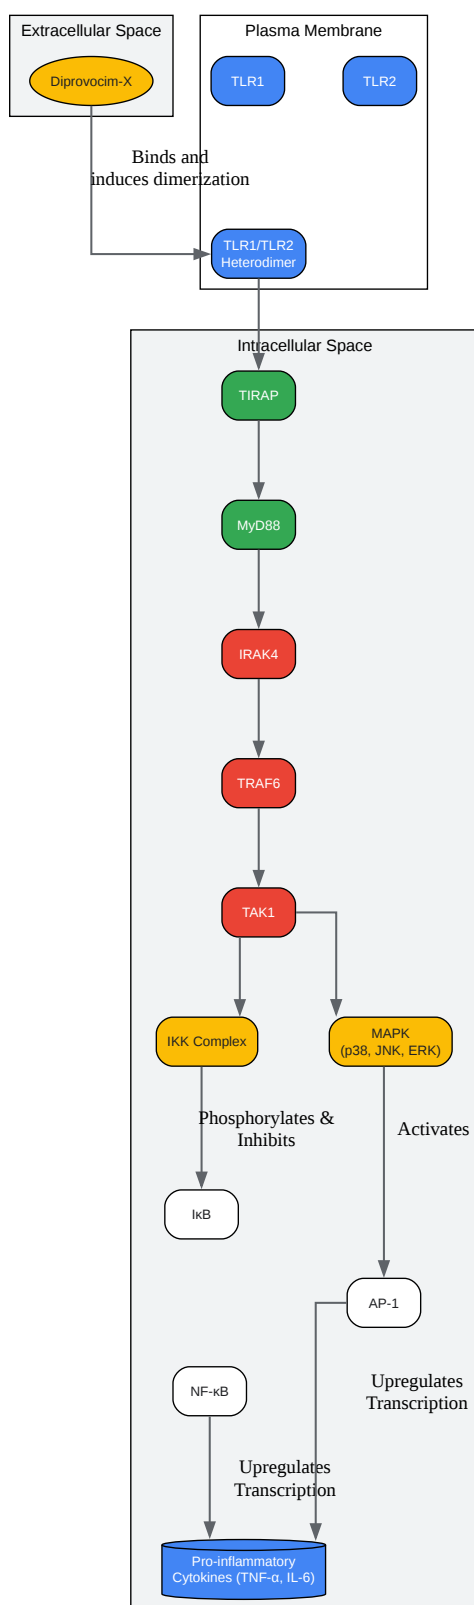 Extracellular Space
Plasma Membrane
Diprovocim-X
TLR1
TLR2
Binds and
induces dimerization
TLR1/TLR2
Heterodimer
Intracellular Space
TIRAP
MyD88
IRAK4
TRAF6
TAK1
IKK Complex
MAPK
(p38, JNK, ERK)
Phosphorylates &
Inhibits
Activates
IκB
AP-1
NF-κB
Upregulates
Transcription
Upregulates
Transcription
Pro-inflammatory
Cytokines (TNF-α, IL-6)